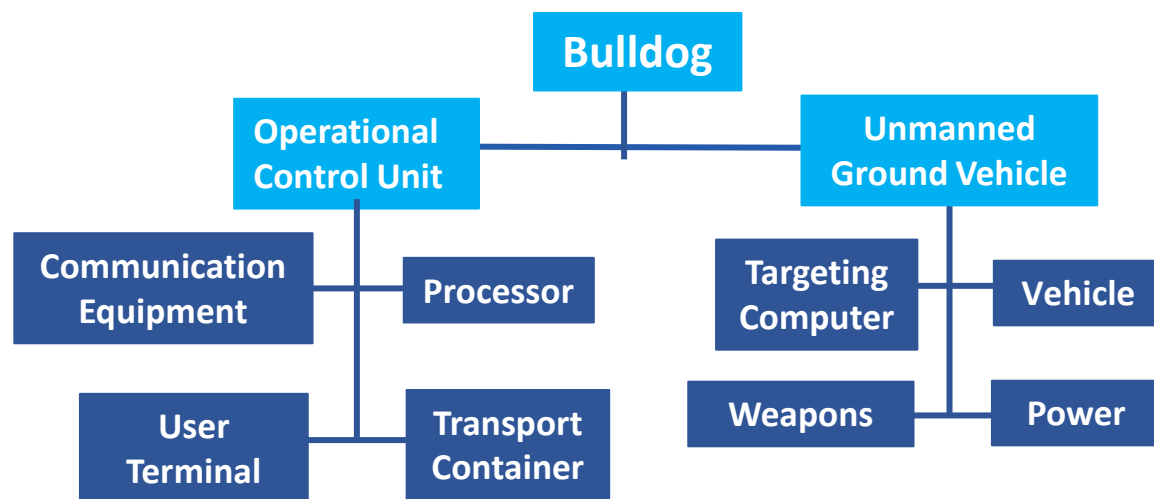 Bulldog
Operational
Control Unit
Unmanned
Ground Vehicle
Communication
Equipment
Processor
Targeting
Computer
Vehicle
User
Terminal
Transport
Container
Weapons
Power